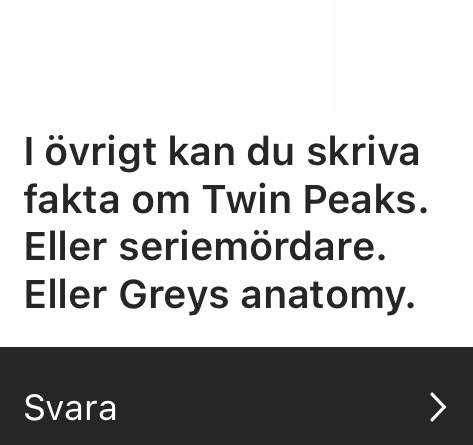 I övrigt kan du skriva
fakta om Twin Peaks.
Eller seriemördare.
Eller Greys anatomy.
Svara